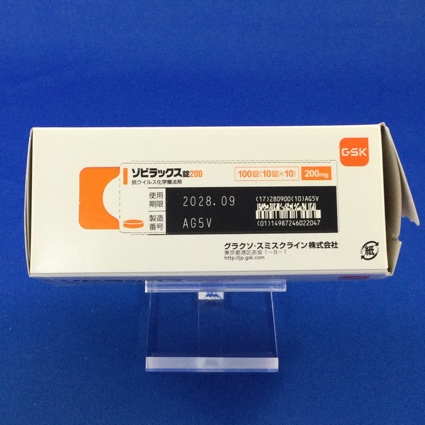 GSK
ゾビラックス錠200
抗ウイルス化学療法剤
100錠(10錠×10) 200mg
使用期限 2028.09
(17)280900(10)AG5V
製造番号 AG5V
(01)14987246022047
グラクソ・スミスクライン株式会社
東京都港区赤坂1-8-1
http://jp.gsk.com
紙